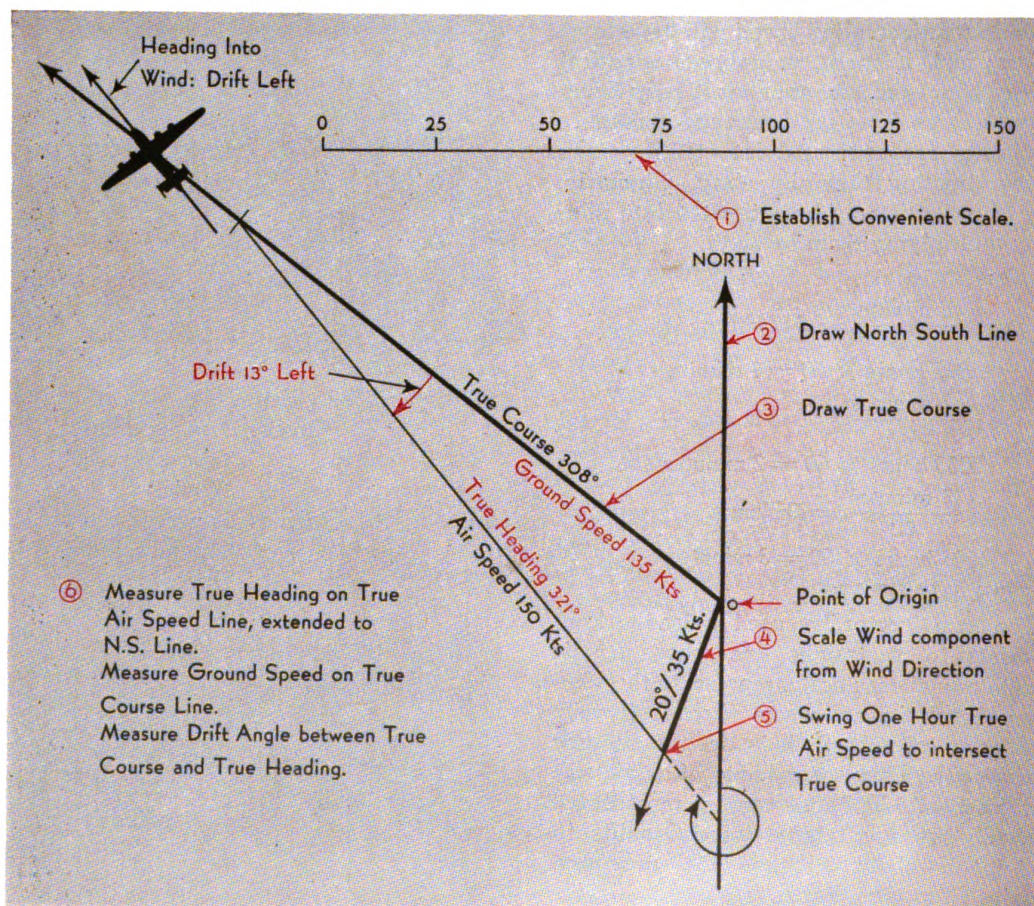 Heading Into
Wind: Drift Left
0 25 50 75 100 125 150
① Establish Convenient Scale.
NORTH
② Draw North South Line
Drift 13° Left
True Course 308°
③ Draw True Course
Ground Speed 135 Kts
True Heading 321°
Air Speed 150 Kts
⑥ Measure True Heading on True
Air Speed Line, extended to
N.S. Line.
Measure Ground Speed on True
Course Line.
Measure Drift Angle between True
Course and True Heading.
Point of Origin
20°/35 Kts.
④ Scale Wind component
from Wind Direction
⑤ Swing One Hour True
Air Speed to intersect
True Course